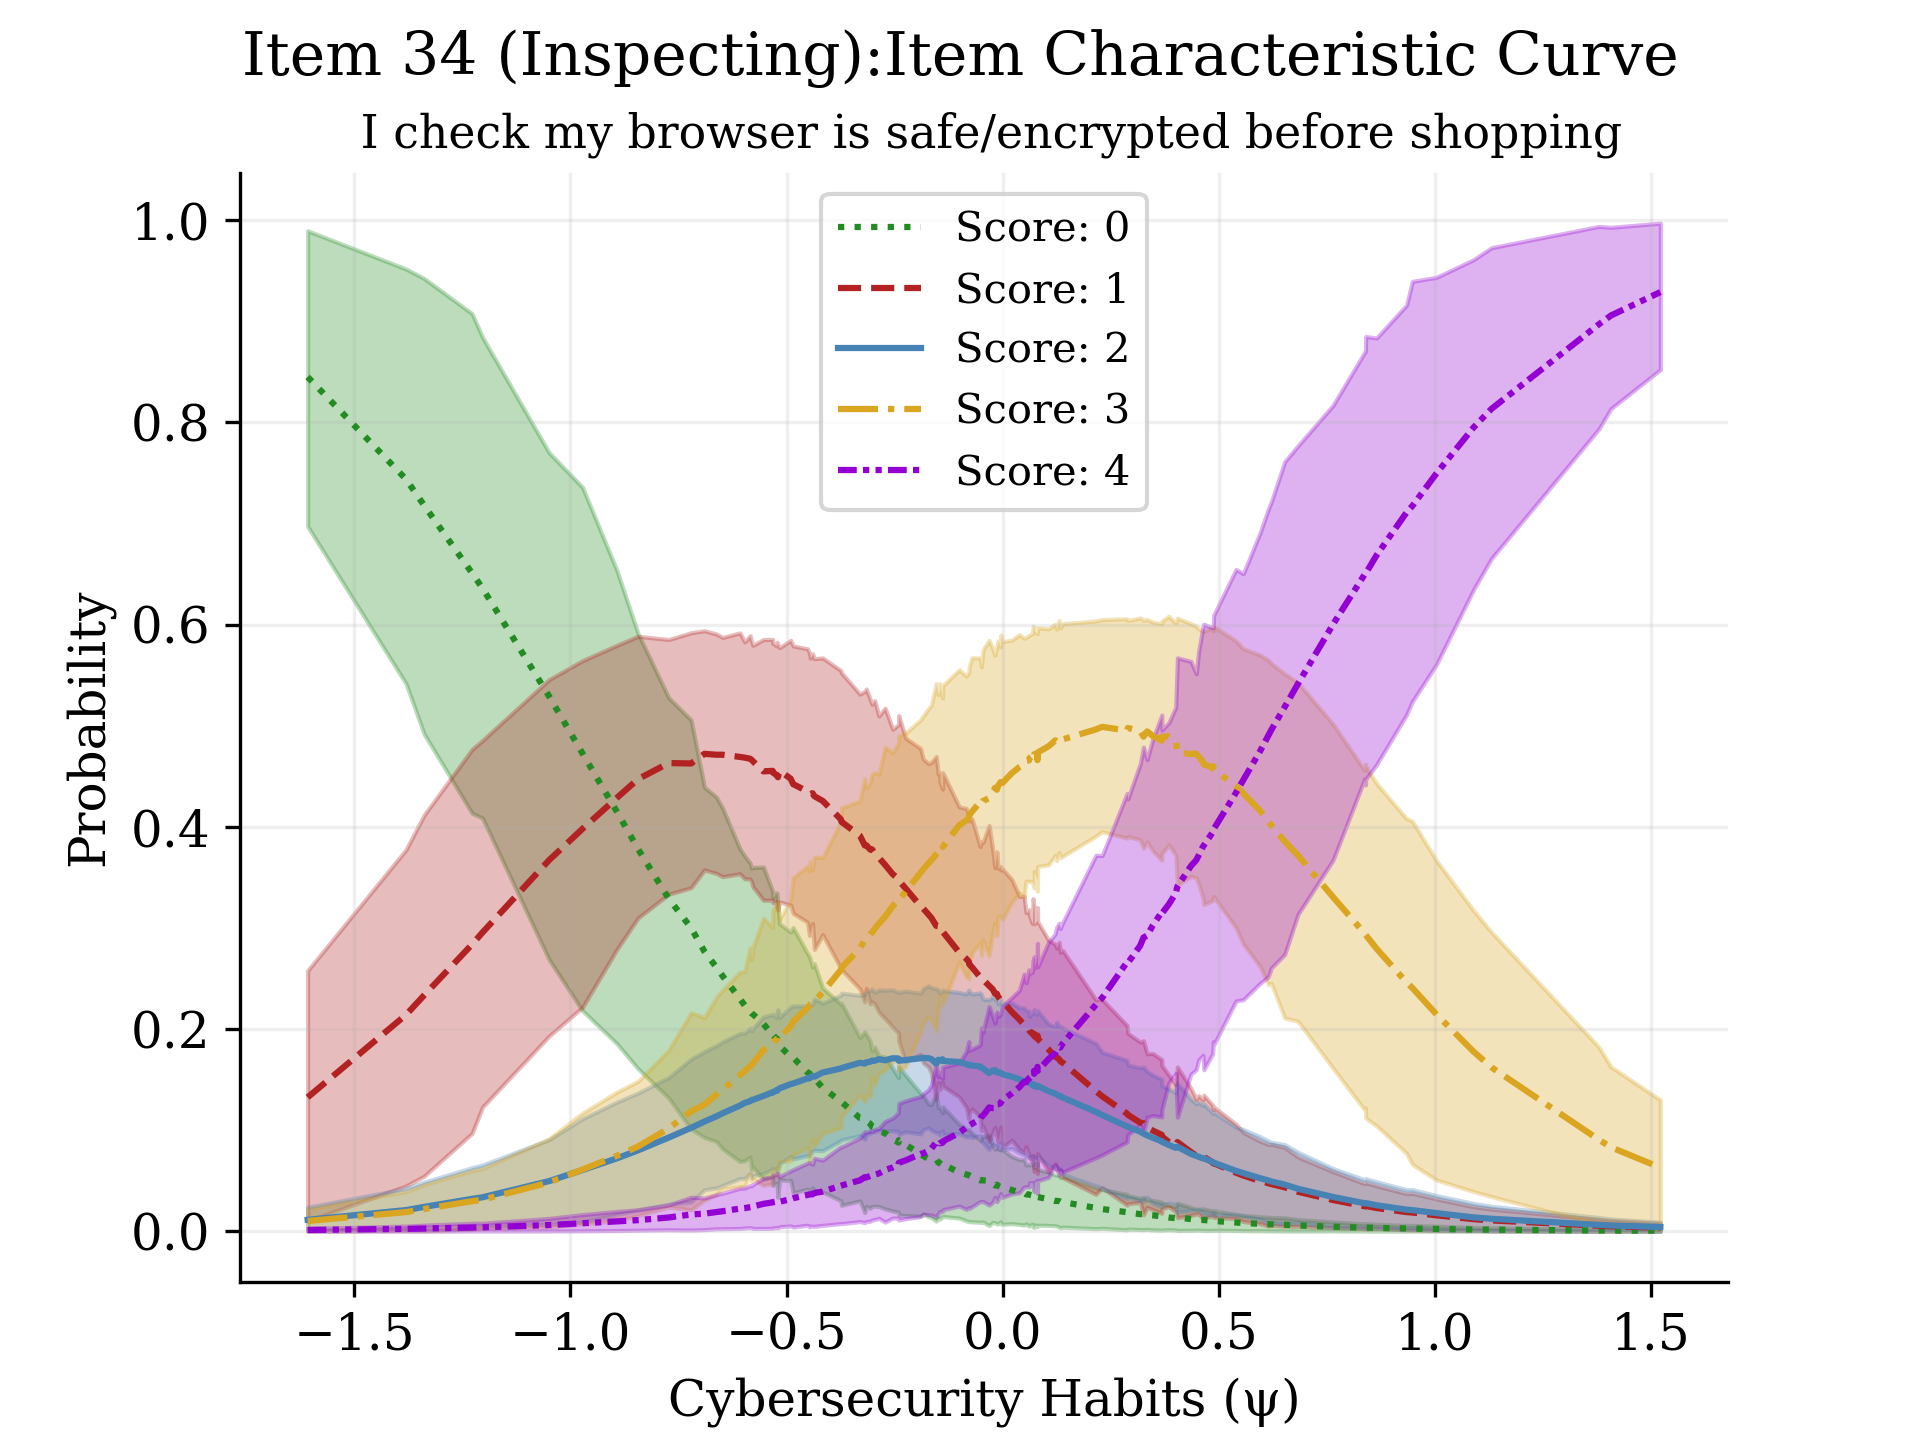 Item 34 (Inspecting):Item Characteristic Curve
I check my browser is safe/encrypted before shopping
Score: 0
Score: 1
Score: 2
Score: 3
Score: 4
1.0
0.8
0.6
0.4
0.2
0.0
Probability
−1.5
−1.0
−0.5
0.0
0.5
1.0
1.5
Cybersecurity Habits (ψ)